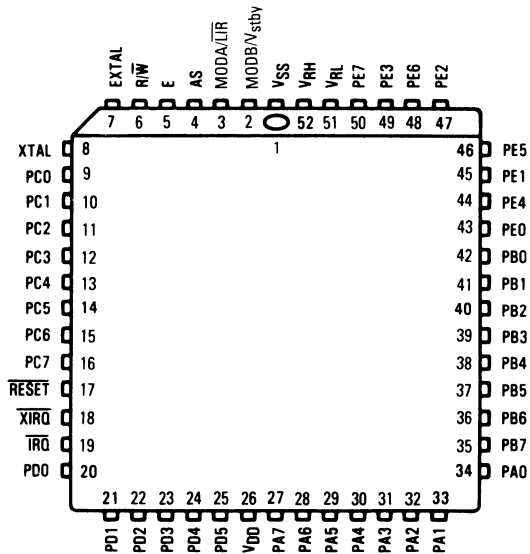 EXTAL R/W̅ E AS MODA/L̅I̅R̅ MODB/Vstby VSS VRH VRL PE7 PE3 PE6 PE2
7 6 5 4 3 2 52 51 50 49 48 47
1
XTAL 8 46 PE5
PC0 9 45 PE1
PC1 10 44 PE4
PC2 11 43 PE0
PC3 12 42 PB0
PC4 13 41 PB1
PC5 14 40 PB2
PC6 15 39 PB3
PC7 16 38 PB4
R̅E̅S̅E̅T̅ 17 37 PB5
X̅I̅R̅Q̅ 18 36 PB6
I̅R̅Q̅ 19 35 PB7
PD0 20 34 PA0
21 22 23 24 25 26 27 28 29 30 31 32 33
PD1 PD2 PD3 PD4 PD5 VDD PA7 PA6 PA5 PA4 PA3 PA2 PA1